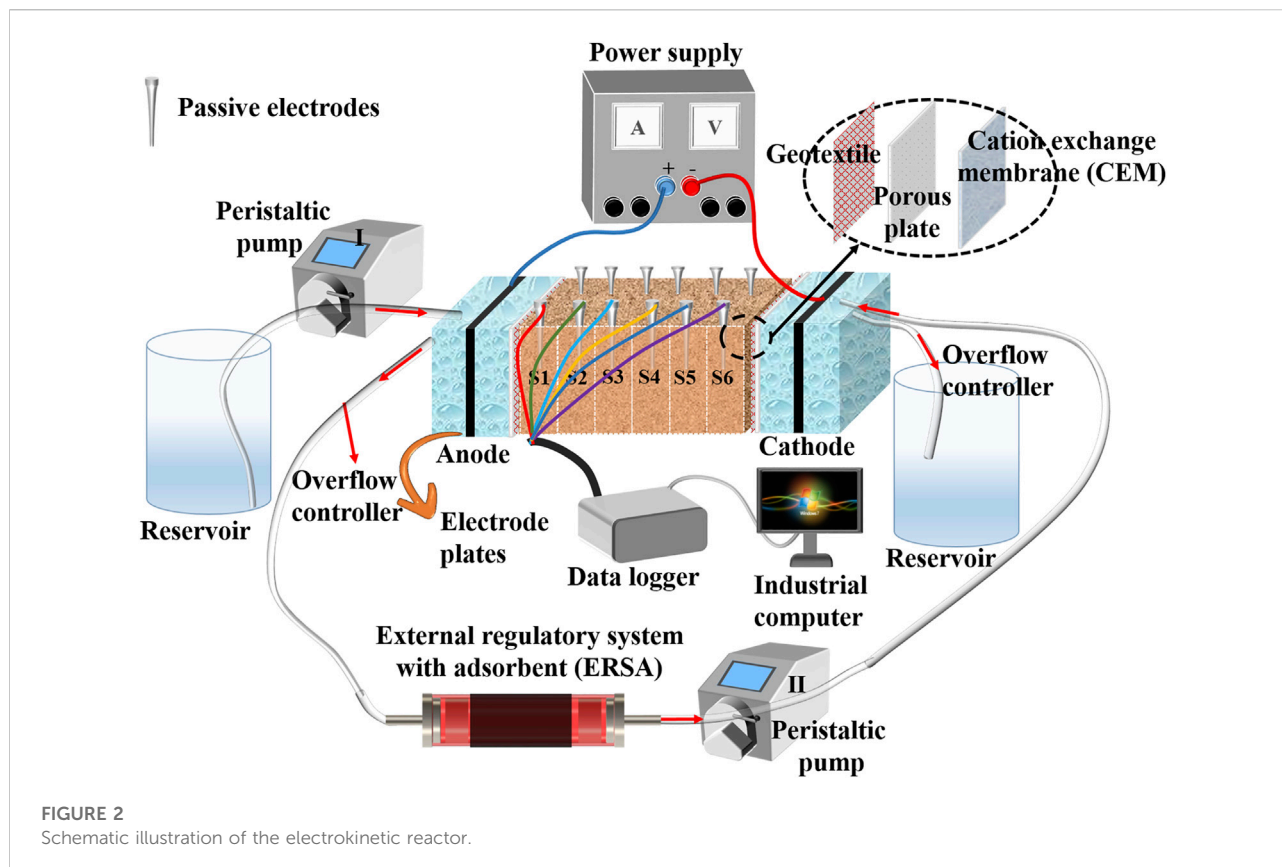 Power supply
Passive electrodes
A
V
+
-
Geotextile
Porous
plate
Cation exchange
membrane (CEM)
Peristaltic
pump
I
S1
S2
S3
S4
S5
S6
Overflow
controller
Anode
Cathode
Reservoir
Overflow
controller
Electrode
plates
Data logger
Industrial
computer
Reservoir
External regulatory system
with adsorbent (ERSA)
II
Peristaltic
pump
FIGURE 2
Schematic illustration of the electrokinetic reactor.